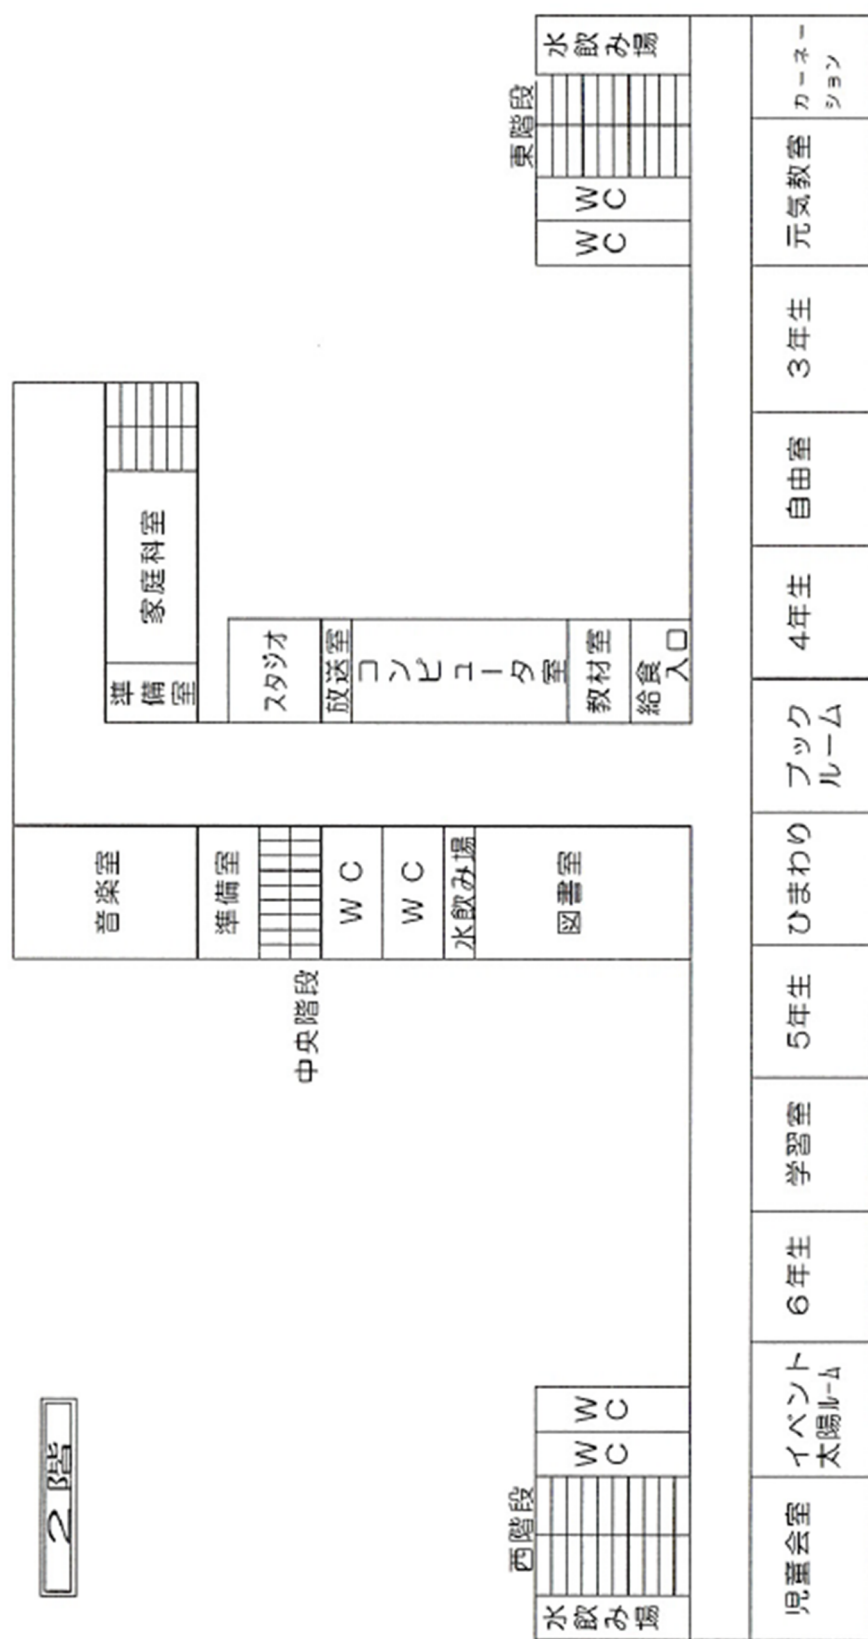 2階
音楽室
準備
室
家庭科室
準備室
スタジオ
中央階段
WC
放送室
WC
コンピュータ室
水飲み場
図書室
教材室
給食
入口
西階段
水飲み場
WC
WC
WC
WC
東階段
水飲み場
児童会室
イベント
太陽ルーム
6年生
学習室
5年生
ひまわり
ブック
ルーム
4年生
自由室
3年生
元気教室
カーネー
ション